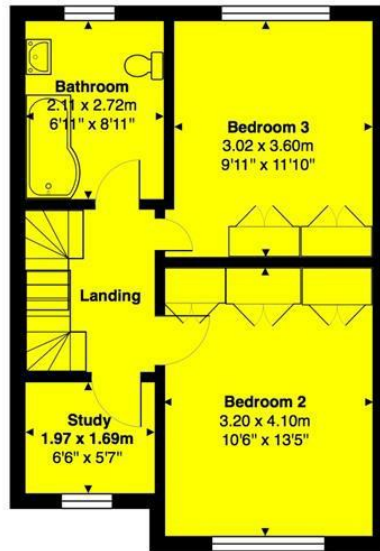 Bathroom
2.11 x 2.72m
6'11" x 8'11"
Bedroom 3
3.02 x 3.60m
9'11" x 11'10"
Landing
Bedroom 2
3.20 x 4.10m
10'6" x 13'5"
Study
1.97 x 1.69m
6'6" x 5'7"